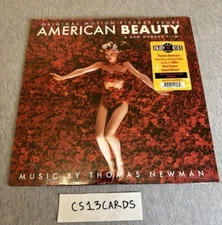 ORIGINAL MOTION PICTURE SCORE
AMERICAN BEAUTY
A SAM MENDES FILM
MUSIC BY THOMAS NEWMAN
CS13CARDS